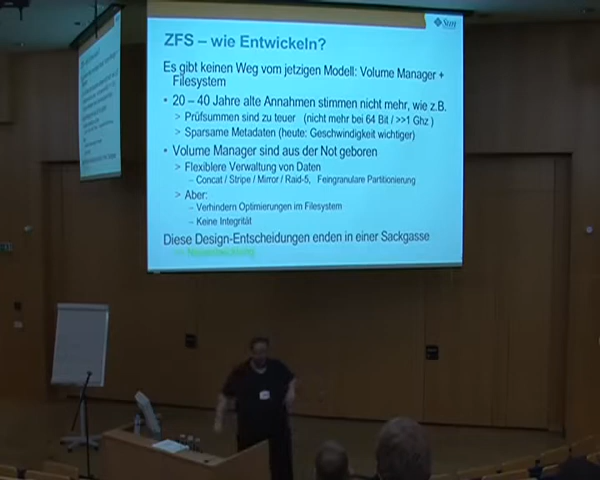 Sun
ZFS – wie Entwickeln?
Es gibt keinen Weg vom jetzigen Modell: Volume Manager +
Filesystem
• 20 – 40 Jahre alte Annahmen stimmen nicht mehr, wie z.B.
> Prüfsummen sind zu teuer (nicht mehr bei 64 Bit / >>1 Ghz )
> Sparsame Metadaten (heute: Geschwindigkeit wichtiger)
• Volume Manager sind aus der Not geboren
> Flexiblere Verwaltung von Daten
– Concat / Stripe / Mirror / Raid-5, Feingranulare Partitionierung
> Aber:
– Verhindern Optimierungen im Filesystem
– Keine Integrität
Diese Design-Entscheidungen enden in einer Sackgasse